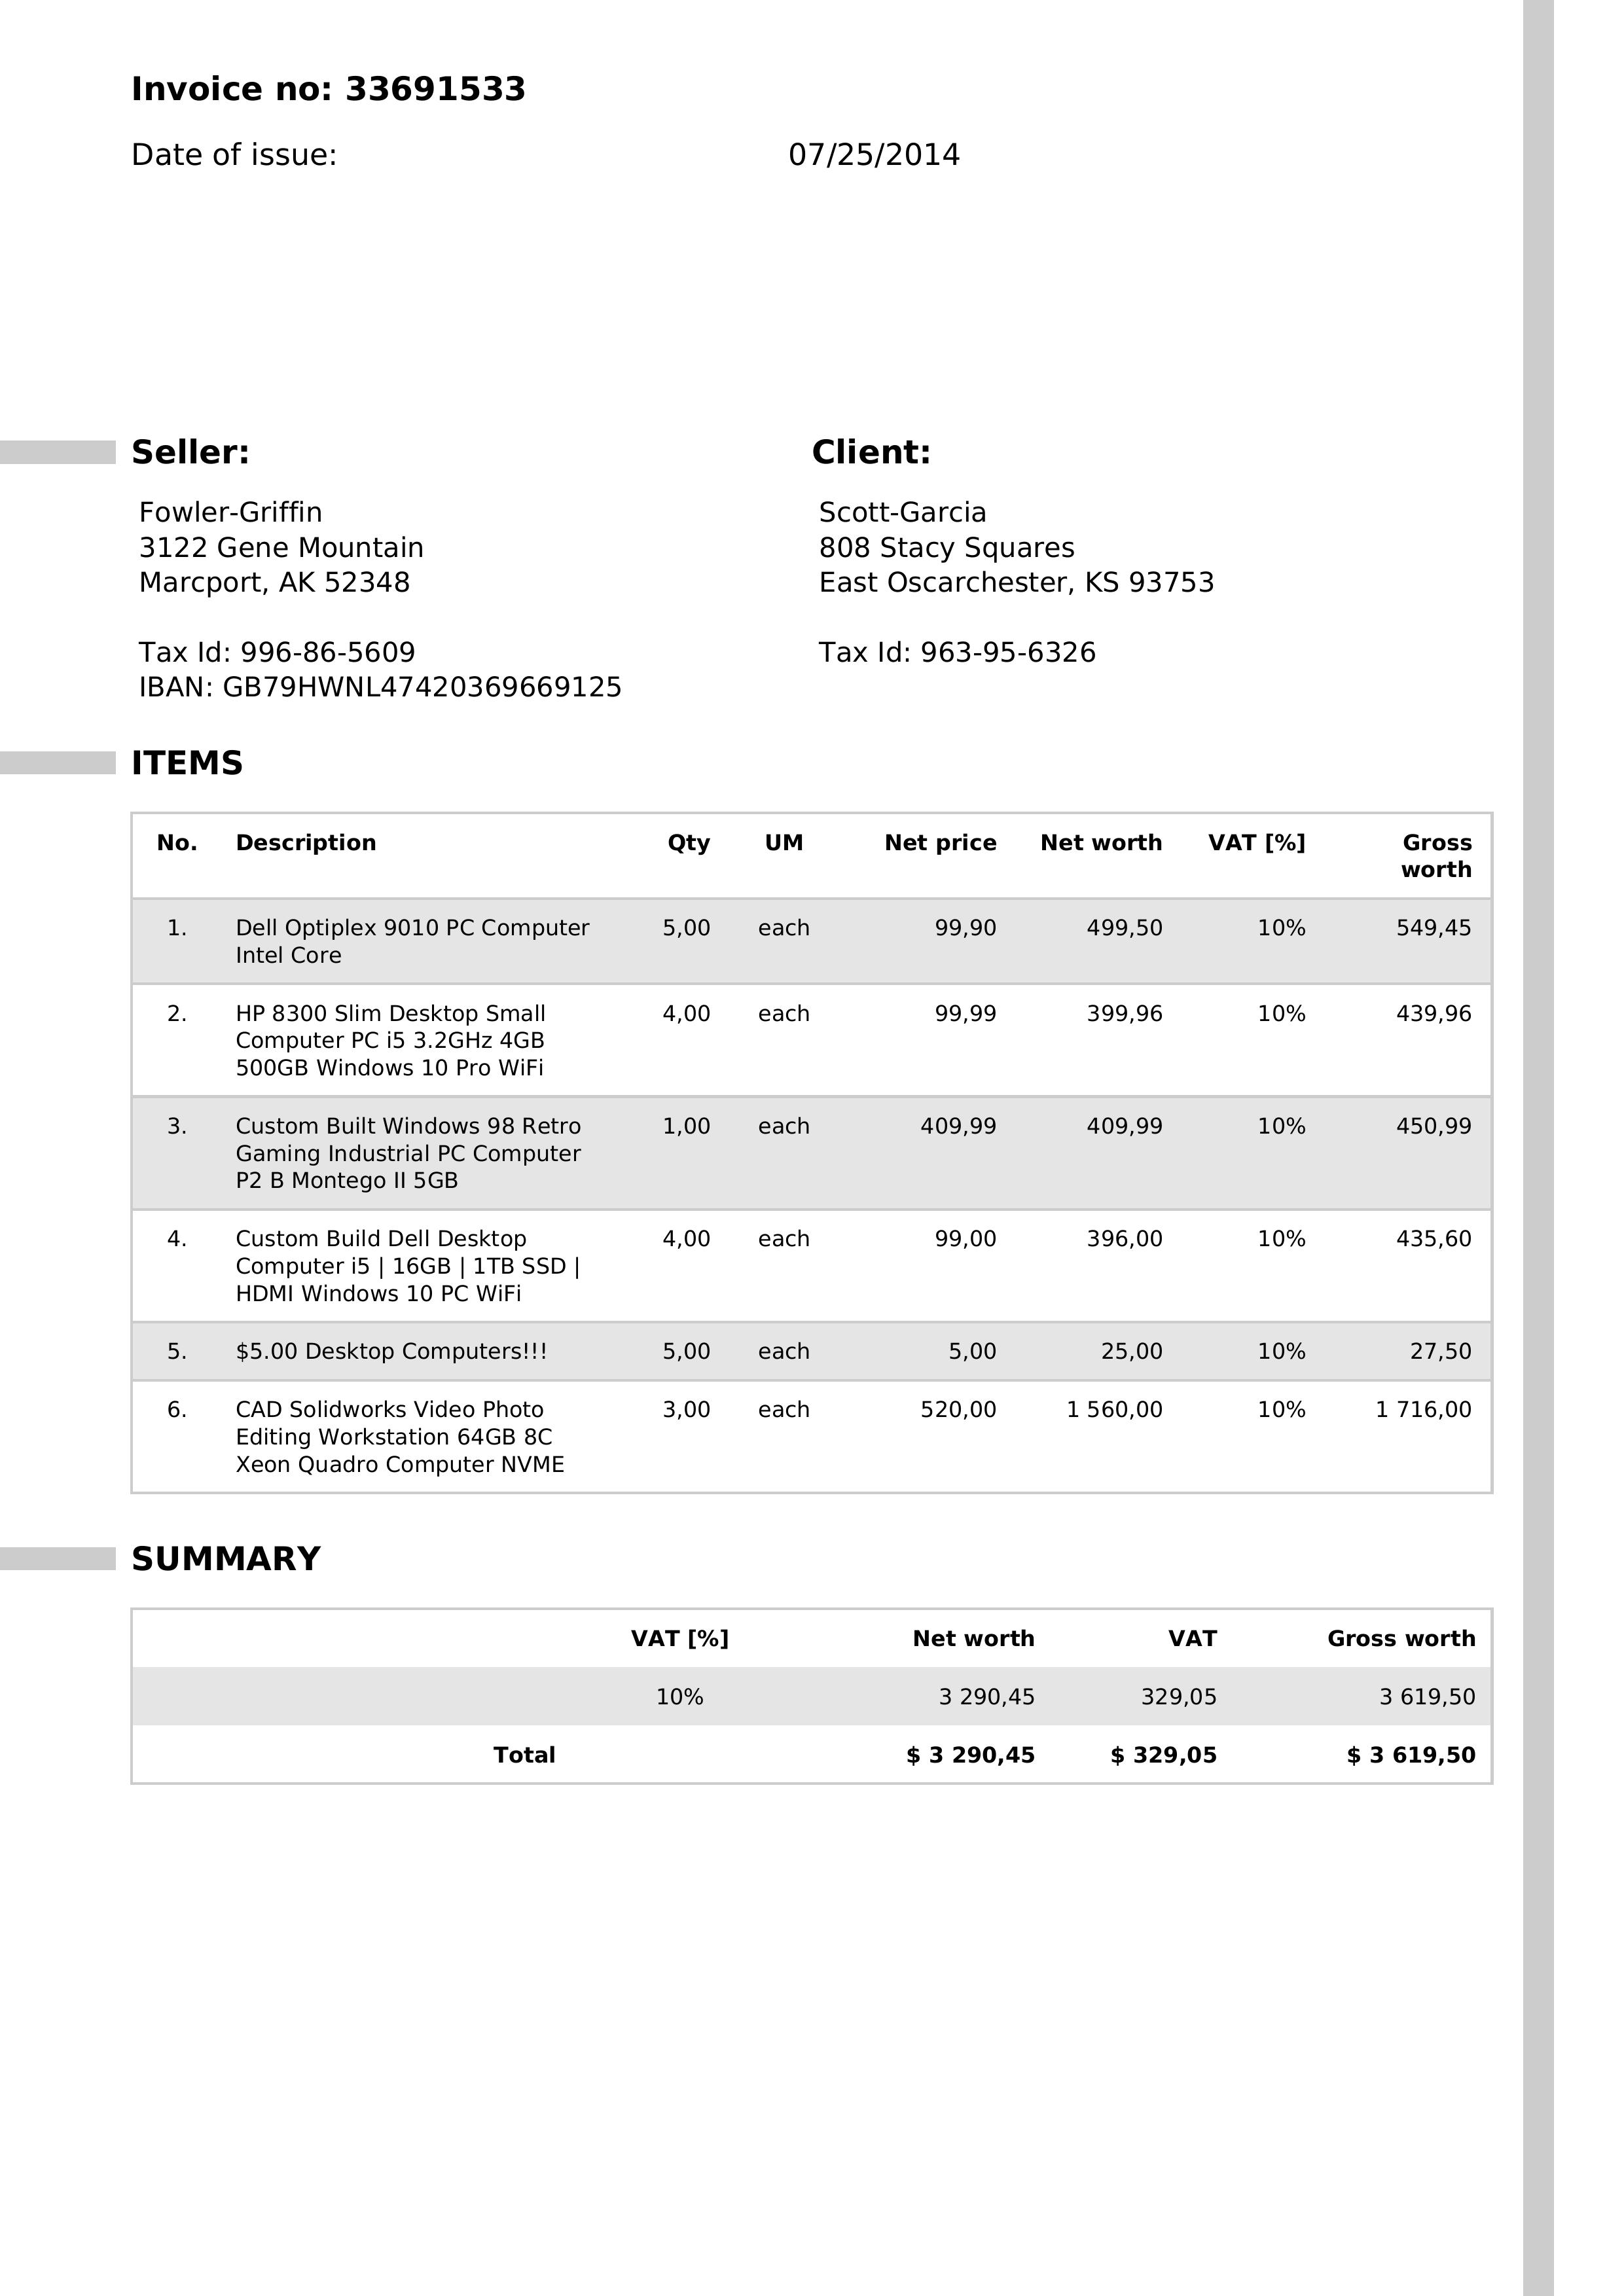 Invoice no: 33691533
Date of issue: 07/25/2014
Seller:
Fowler-Griffin
3122 Gene Mountain
Marcport, AK 52348
Tax Id: 996-86-5609
IBAN: GB79HWNL47420369669125
Client:
Scott-Garcia
808 Stacy Squares
East Oscarchester, KS 93753
Tax Id: 963-95-6326
ITEMS
No. Description Qty UM Net price Net worth VAT [%] Gross
worth
1. Dell Optiplex 9010 PC Computer 5,00 each 99,90 499,50 10% 549,45
Intel Core
2. HP 8300 Slim Desktop Small 4,00 each 99,99 399,96 10% 439,96
Computer PC i5 3.2GHz 4GB
500GB Windows 10 Pro WiFi
3. Custom Built Windows 98 Retro 1,00 each 409,99 409,99 10% 450,99
Gaming Industrial PC Computer
P2 B Montego II 5GB
4. Custom Build Dell Desktop 4,00 each 99,00 396,00 10% 435,60
Computer i5 | 16GB | 1TB SSD |
HDMI Windows 10 PC WiFi
5. $5.00 Desktop Computers!!! 5,00 each 5,00 25,00 10% 27,50
6. CAD Solidworks Video Photo 3,00 each 520,00 1 560,00 10% 1 716,00
Editing Workstation 64GB 8C
Xeon Quadro Computer NVME
SUMMARY
VAT [%] Net worth VAT Gross worth
10% 3 290,45 329,05 3 619,50
Total $ 3 290,45 $ 329,05 $ 3 619,50